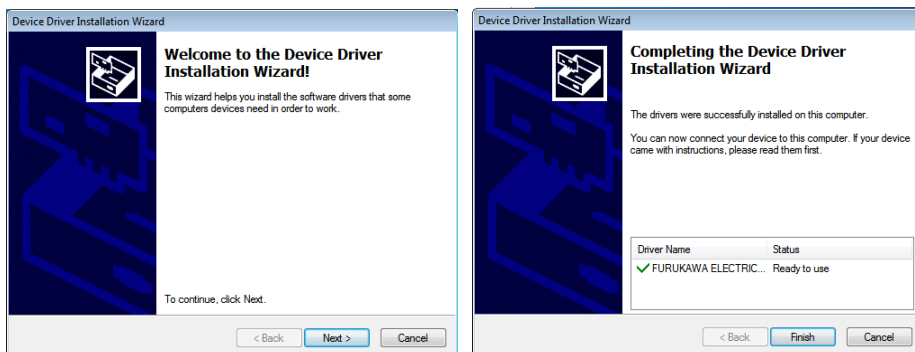 Device Driver Installation Wizard
Welcome to the Device Driver
Installation Wizard!
This wizard helps you install the software drivers that some
computers devices need in order to work.
To continue, click Next.
< Back
Next >
Cancel
Device Driver Installation Wizard
Completing the Device Driver
Installation Wizard
The drivers were successfully installed on this computer.
You can now connect your device to this computer. If your device
came with instructions, please read them first.
Driver Name Status
FURUKAWA ELECTRIC... Ready to use
< Back
Finish
Cancel